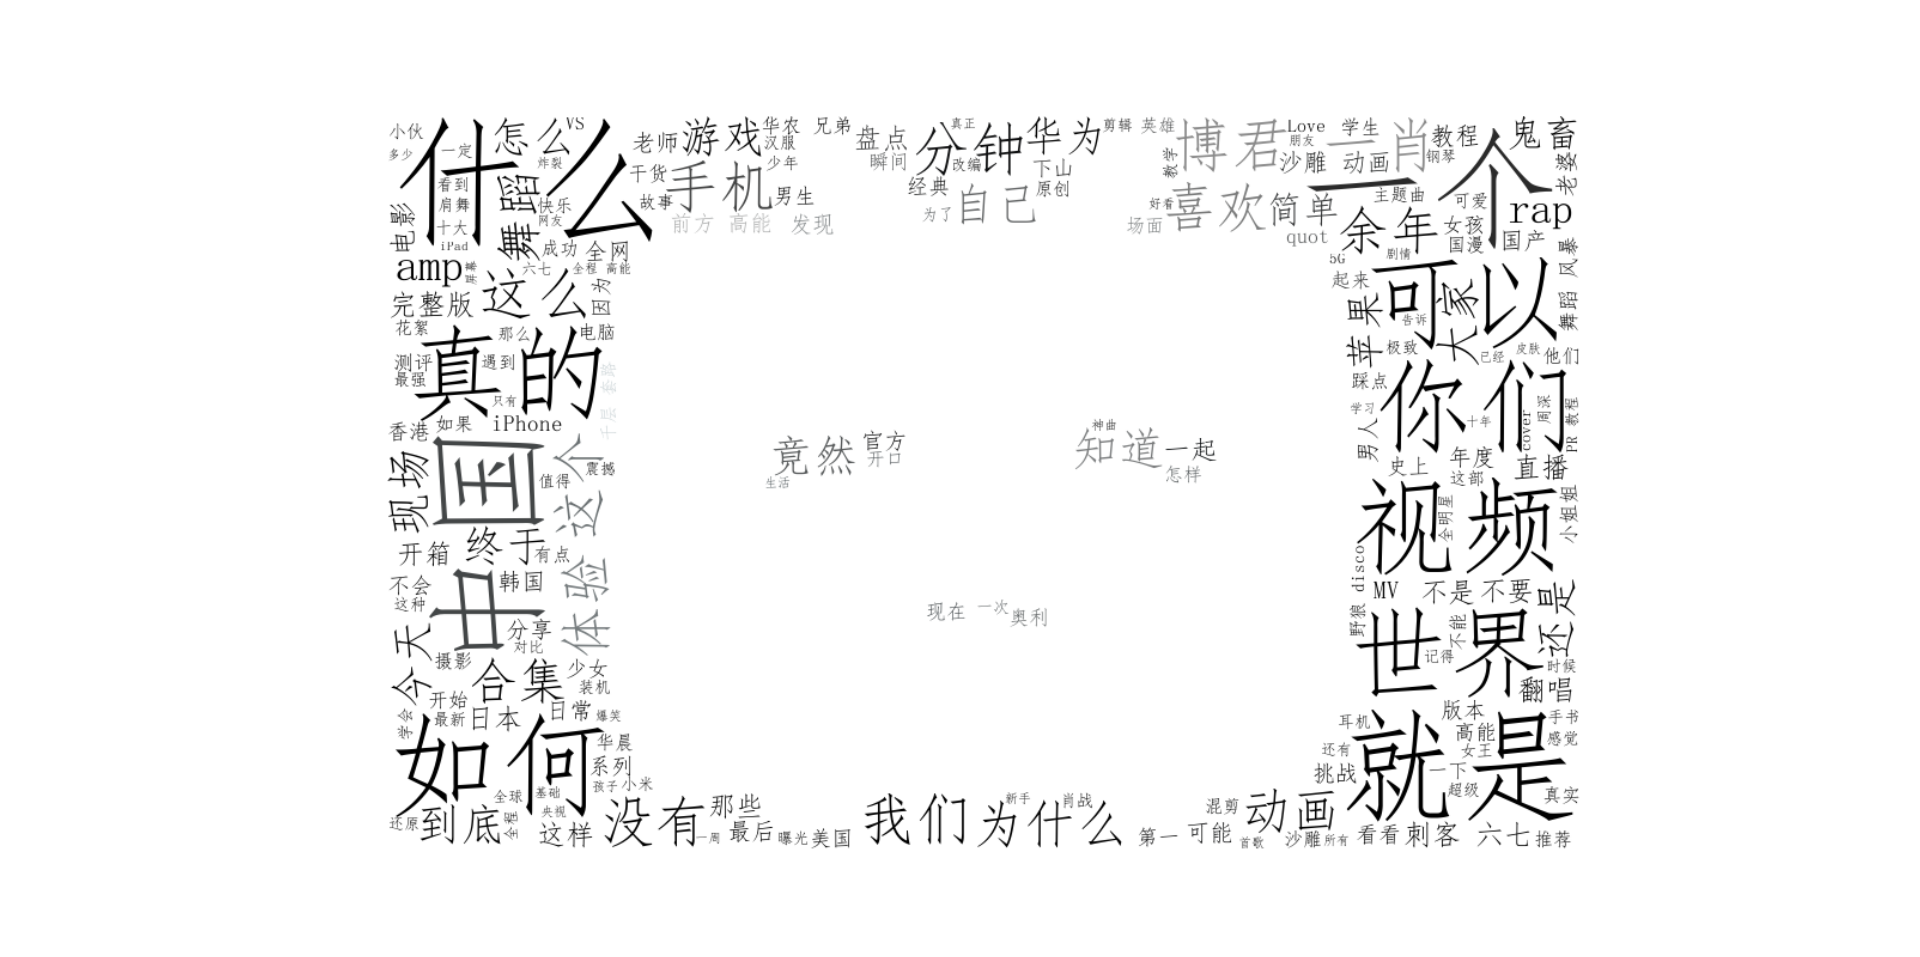 小伙
什么
怎么
VS
老师
游戏
华农
兄弟
盘点
分钟
真正
华为
剪辑
英雄
博君一肖
Love
学生
教程
鬼畜
多少
一定
炸裂
汉服
少年
瞬间
改编
下山
教学
朋友
沙雕
动画
钢琴
一个
老婆
看到
舞蹈
干货
手机
男生
经典
自己
原创
好看
喜欢
简单
主题曲
可爱
rap
电影
肩舞
快乐
网友
故事
前方
高能
发现
为了
场面
quot
余年
女孩
国漫
国产
风暴
十大
iPad
成功
全网
amp
屏幕
六七
全程
高能
5G
剧情
起来
可以
大家
舞蹈
完整版
这么
因为
苹果
告诉
花絮
真的
那么
电脑
极致
已经
皮肤
他们
测评
最强
遇到
踩点
你们
只有
学习
十年
cover
周深
教程
PR
香港
如果
iPhone
男人
现场
中国
这个
震撼
值得
竟然
官方
开口
生活
神曲
知道
一起
怎样
史上
年度
这部
直播
小姐姐
视频
全明星
开箱
终于
有点
disco
野狼
MV
不是
不要
还是
不会
韩国
这种
体验
现在
一次
奥利
世界
不能
记得
今天
分享
对比
摄影
合集
少女
装机
时候
翻唱
开始
学会
最新
日本
日常
爆笑
耳机
版本
手书
如何
华晨
系列
孩子
小米
还有
挑战
就是
高能
女王
感觉
一下
超级
真实
全球
基础
央视
还原
到底
全程
这样
没有
那些
一周
最后
曝光
美国
我们
为什么
新手
肖战
第一
可能
混剪
动画
首歌
沙雕
所有
看看
刺客
六七
推荐